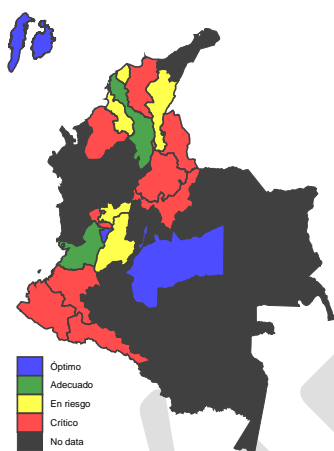 Óptimo
Adecuado
En riesgo
Crítico
No data